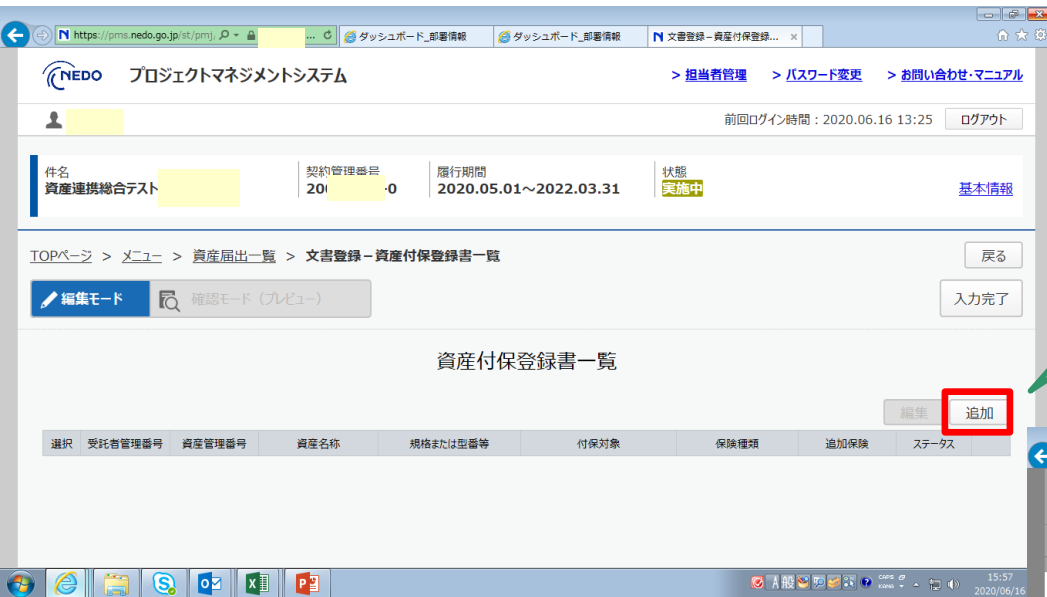 https://pms.nedo.go.jp/st/pmj,
...
ダッシュボード_部署情報
ダッシュボード_部署情報
文書登録－資産付保登録...
NEDO プロジェクトマネジメントシステム
> 担当者管理 > パスワード変更 > お問い合わせ・マニュアル
前回ログイン時間：2020.06.16 13:25 ログアウト
件名 契約管理番号 履行期間 状態
資産連携総合テスト 20 -0 2020.05.01～2022.03.31 実施中 基本情報
TOPページ > メニュー > 資産届出一覧 > 文書登録－資産付保登録書一覧 戻る
編集モード 確認モード（プレビュー） 入力完了
資産付保登録書一覧
編集 追加
選択 受託者管理番号 資産管理番号 資産名称 規格または型番等 付保対象 保険種類 追加保険 ステータス
A 般 CAPS KANA 15:57
2020/06/16